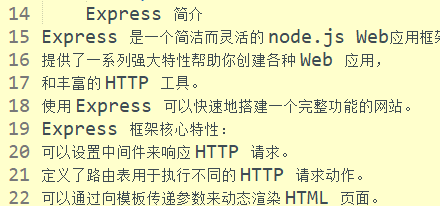 14 Express 简介
15 Express 是一个简洁而灵活的 node.js Web应用框
16 提供了一系列强大特性帮助你创建各种 Web 应用,
17 和丰富的 HTTP 工具。
18 使用 Express 可以快速地搭建一个完整功能的网站。
19 Express 框架核心特性:
20 可以设置中间件来响应 HTTP 请求。
21 定义了路由表用于执行不同的 HTTP 请求动作。
22 可以通过向模板传递参数来动态渲染 HTML 页面。